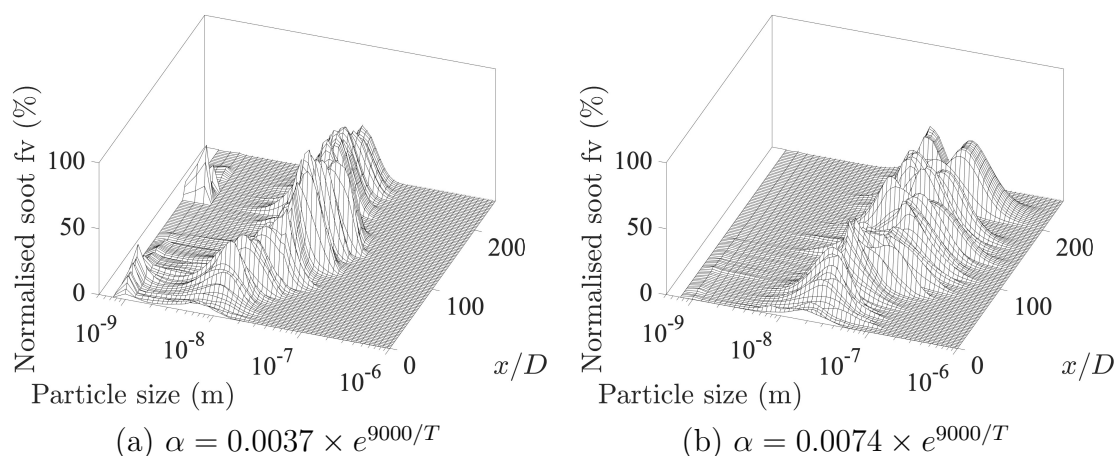 Normalised soot fv (%)
100
50
0
10⁻⁹
10⁻⁸
10⁻⁷
10⁻⁶
0
100
200
Particle size (m)
x/D
(a) α = 0.0037 × e^{9000/T}
Normalised soot fv (%)
100
50
0
10⁻⁹
10⁻⁸
10⁻⁷
10⁻⁶
0
100
200
Particle size (m)
x/D
(b) α = 0.0074 × e^{9000/T}